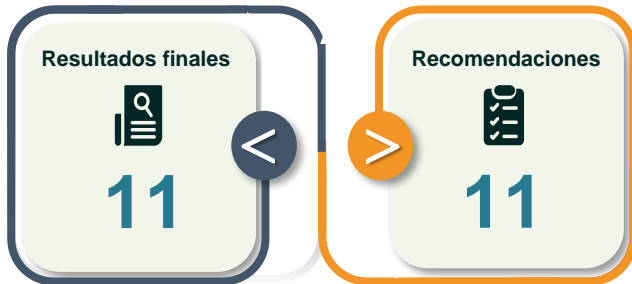 Resultados finales
<
11
Recomendaciones
>
11